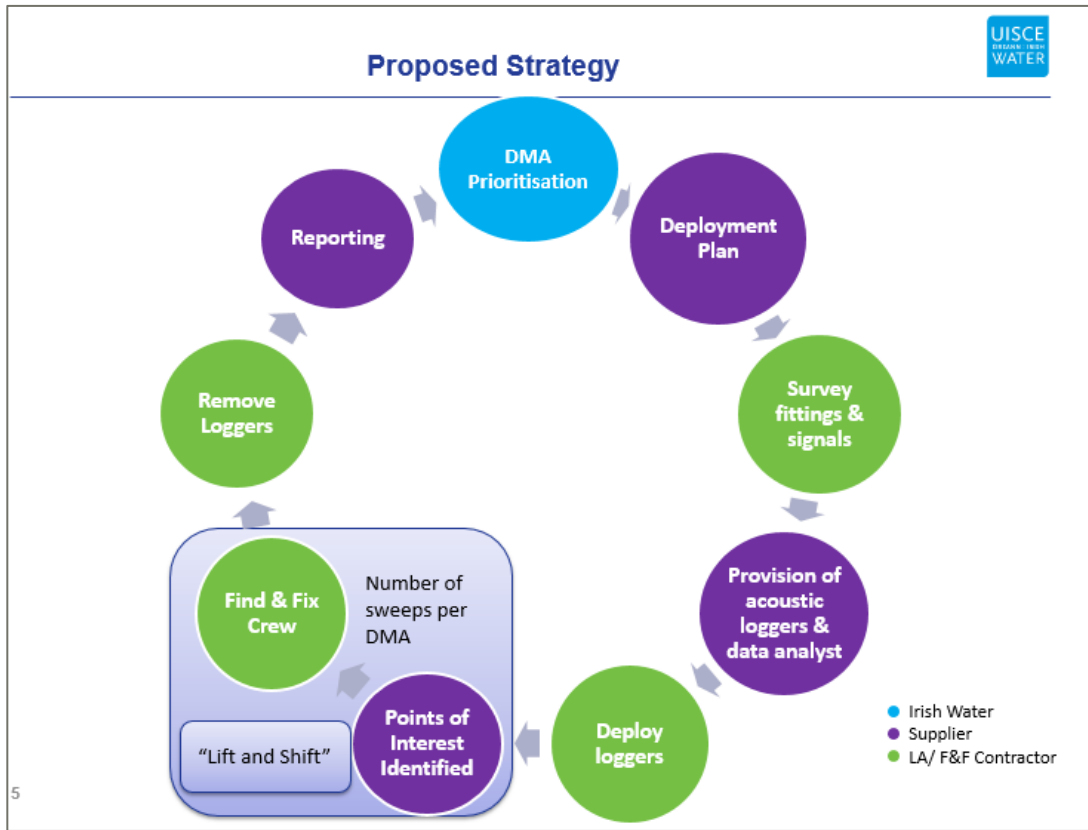 UISCE
ÉIREANN : IRISH
WATER
Proposed Strategy
DMA
Prioritisation
Deployment
Plan
Survey
fittings &
signals
Provision of
acoustic
loggers &
data analyst
Deploy
loggers
Points of
Interest
Identified
"Lift and Shift"
Find & Fix
Crew
Number of
sweeps per
DMA
Remove
Loggers
Reporting
Irish Water
Supplier
LA/ F&F Contractor
5